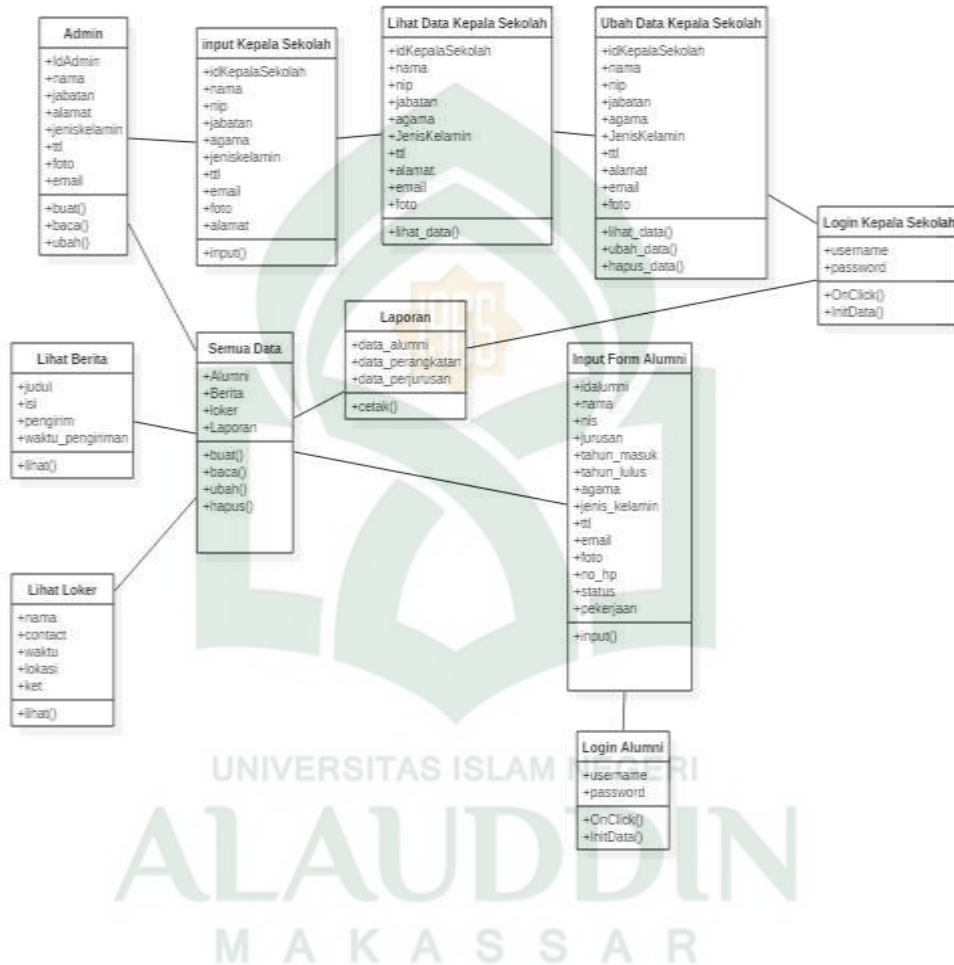 Admin
+IdAdmin
+nama
+jabatan
+alamat
+jeniskelamin
+ttl
+foto
+email
+buat()
+baca()
+ubah()
input Kepala Sekolah
+idKepalaSekolah
+nama
+nip
+jabatan
+agama
+jeniskelamin
+ttl
+email
+foto
+alamat
+input()
Lihat Data Kepala Sekolah
+idKepalaSekolah
+nama
+nip
+jabatan
+agama
+JenisKelamin
+ttl
+alamat
+email
+foto
+lihat_data()
Ubah Data Kepala Sekolah
+idKepalaSekolah
+nama
+nip
+jabatan
+agama
+JenisKelamin
+ttl
+alamat
+email
+foto
+lihat_data()
+ubah_data()
+hapus_data()
Login Kepala Sekolah
+username
+password
+OnClick()
+InitData()
Lihat Berita
+judul
+isi
+pengirim
+waktu_pengiriman
+lihat()
Semua Data
+Alumni
+Berita
+loker
+Laporan
+buat()
+baca()
+ubah()
+hapus()
Laporan
+data_alumni
+data_perangkatan
+data_perjurusan
+cetak()
Input Form Alumni
+idalumni
+nama
+nis
+jurusan
+tahun_masuk
+tahun_lulus
+agama
+jenis_kelamin
+ttl
+email
+foto
+no_hp
+status
+pekerjaan
+input()
Lihat Loker
+nama
+contact
+waktu
+lokasi
+ket
+lihat()
Login Alumni
+username
+password
+OnClick()
+InitData()
UNIVERSITAS ISLAM NEGERI
ALAUDDIN
MAKASSAR